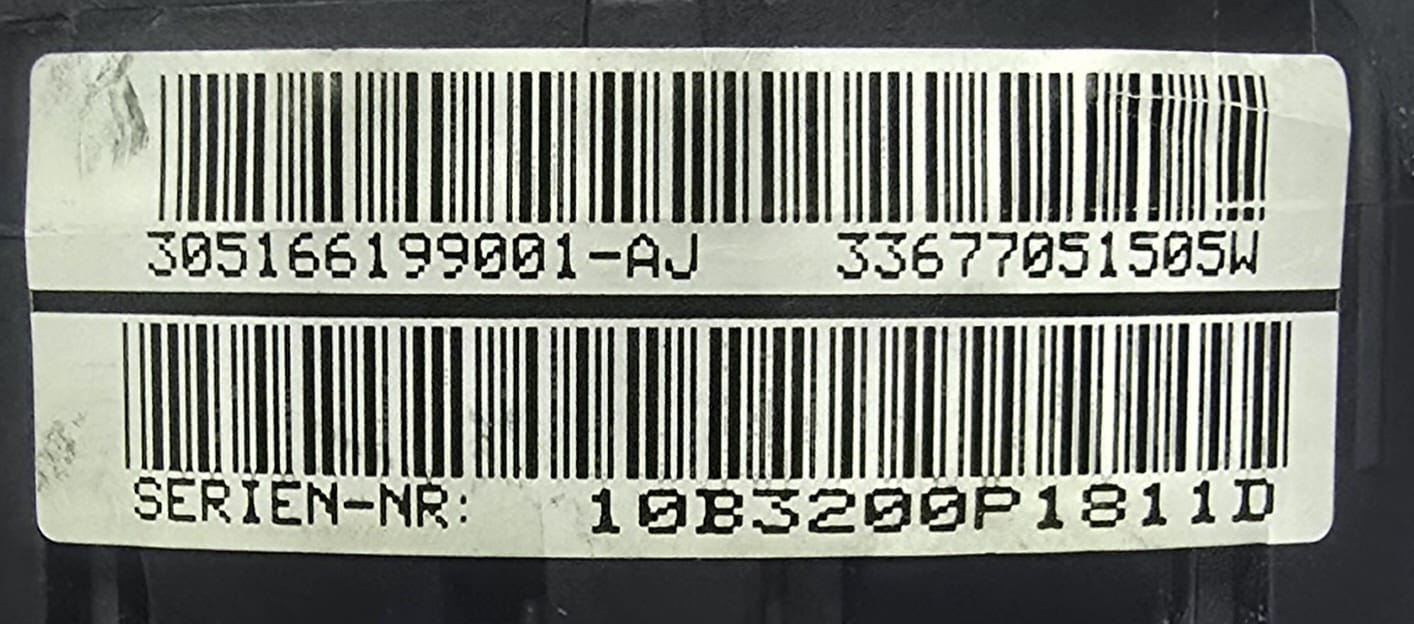 305166199001-AJ 33677051505W
SERIEN-NR: 10B3200P1811D